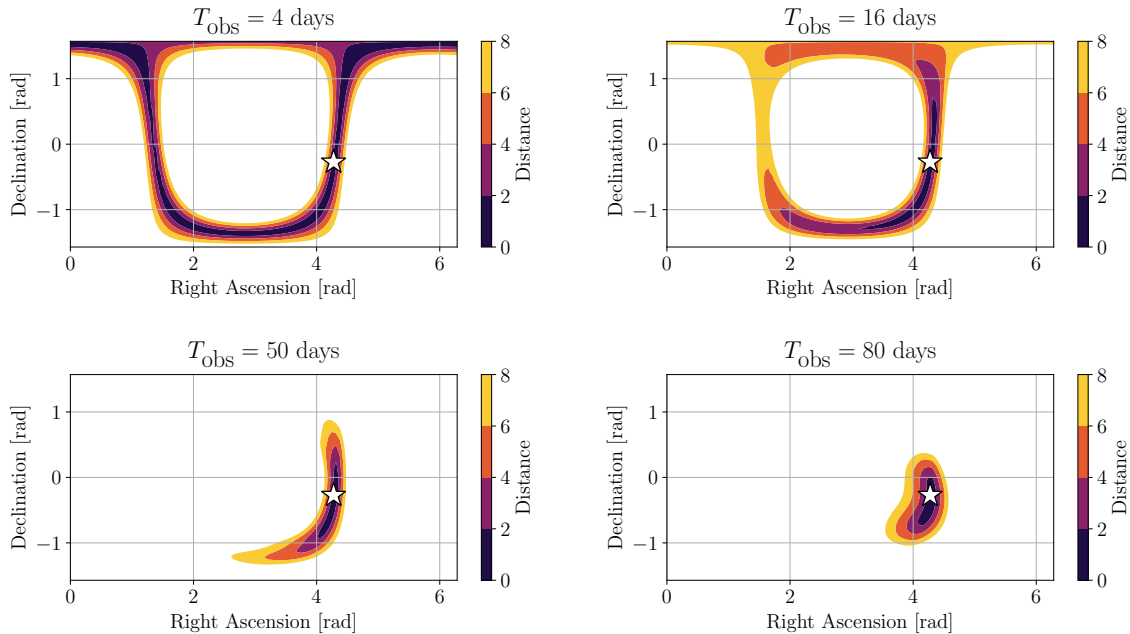 T_obs = 4 days
T_obs = 16 days
Declination [rad]
1
0
−1
0 2 4 6
Right Ascension [rad]
8
6
4
2
0
Distance
Declination [rad]
1
0
−1
0 2 4 6
Right Ascension [rad]
8
6
4
2
0
Distance
T_obs = 50 days
T_obs = 80 days
Declination [rad]
1
0
−1
0 2 4 6
Right Ascension [rad]
8
6
4
2
0
Distance
Declination [rad]
1
0
−1
0 2 4 6
Right Ascension [rad]
8
6
4
2
0
Distance